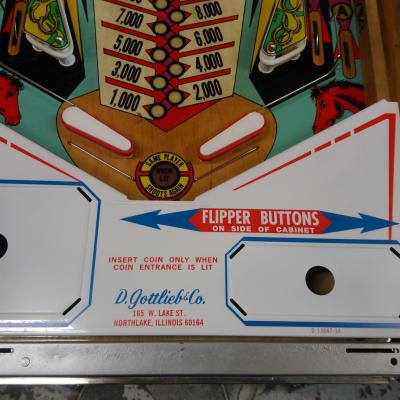 7,000
8,000
5,000
6,000
3,000
4,000
1,000
2,000
SAME PLAYER
WHEN
LIT
SHOOTS AGAIN
FLIPPER BUTTONS
ON SIDE OF CABINET
INSERT COIN ONLY WHEN
COIN ENTRANCE IS LIT
D. Gottlieb & Co.
165 W. LAKE ST.
NORTHLAKE, ILLINOIS 60164